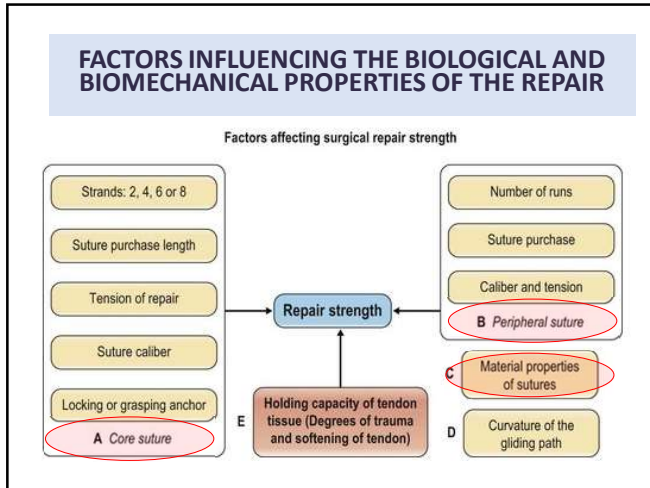 FACTORS INFLUENCING THE BIOLOGICAL AND
BIOMECHANICAL PROPERTIES OF THE REPAIR
Factors affecting surgical repair strength
Strands: 2, 4, 6 or 8
Suture purchase length
Tension of repair
Suture caliber
Locking or grasping anchor
A Core suture
Repair strength
E
Holding capacity of tendon
tissue (Degrees of trauma
and softening of tendon)
Number of runs
Suture purchase
Caliber and tension
B Peripheral suture
C
Material properties
of sutures
D
Curvature of the
gliding path